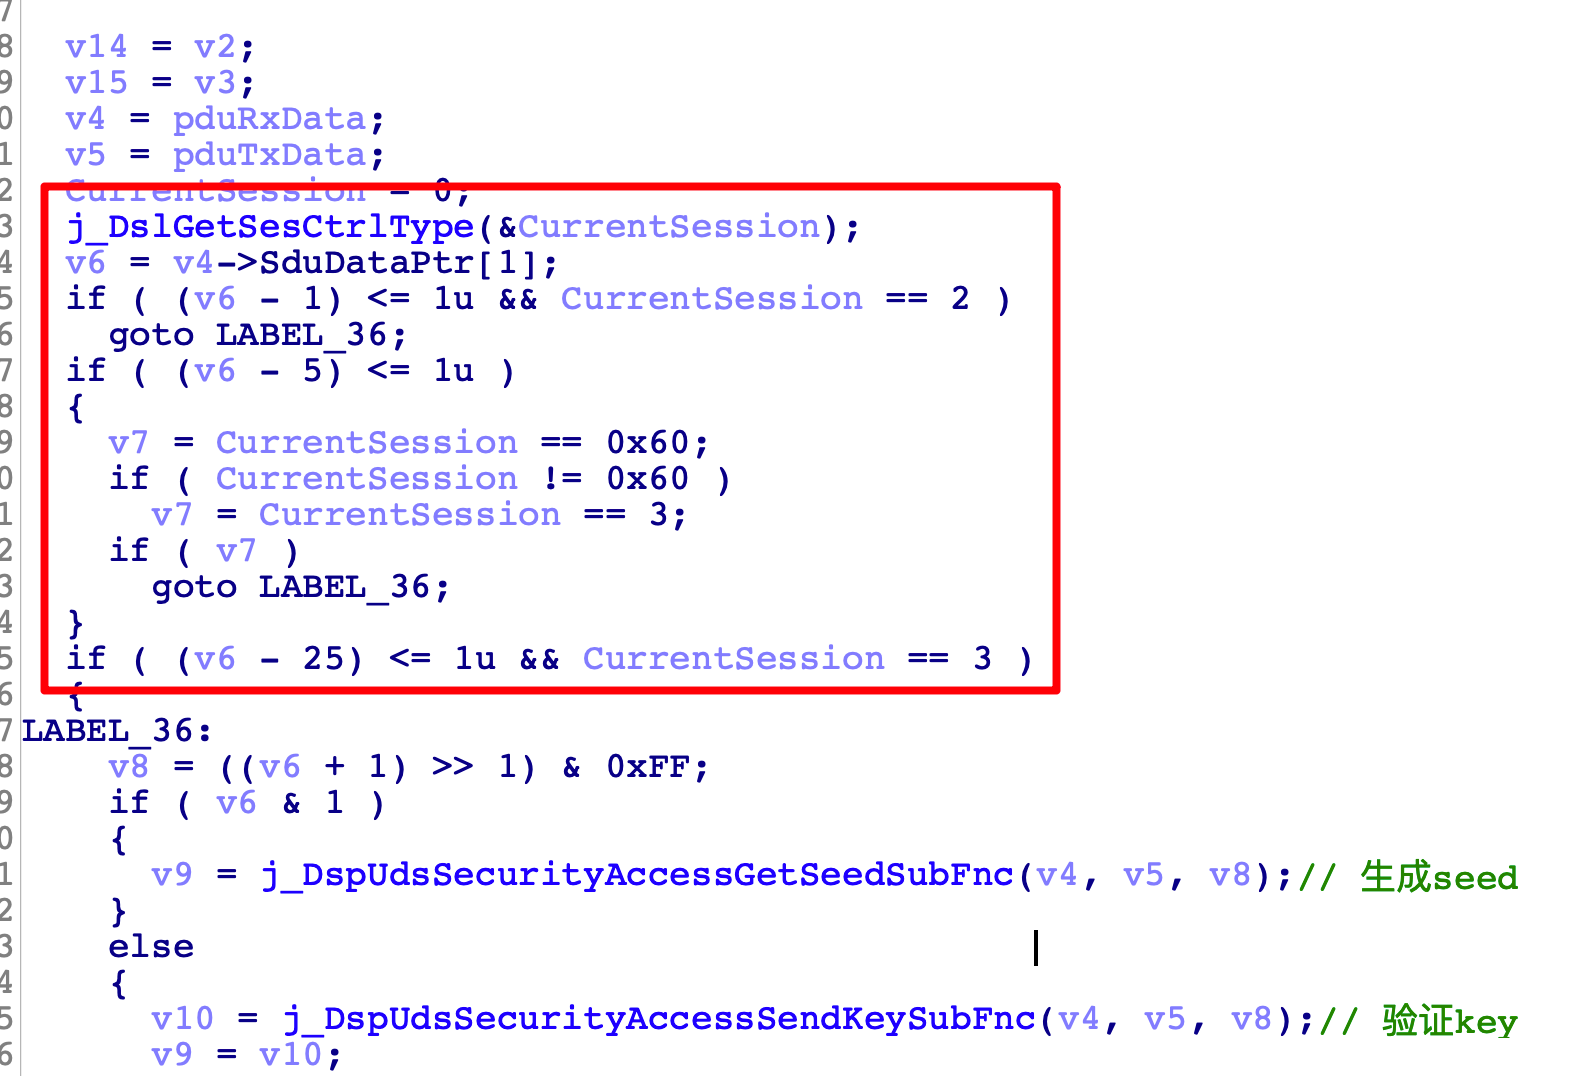 7
8 v14 = v2;
9 v15 = v3;
0 v4 = pduRxData;
1 v5 = pduTxData;
2 CurrentSession = 0;
3 j_DslGetSesCtrlType(&CurrentSession);
4 v6 = v4->SduDataPtr[1];
5 if ( (v6 - 1) <= 1u && CurrentSession == 2 )
6 goto LABEL_36;
7 if ( (v6 - 5) <= 1u )
8 {
9 v7 = CurrentSession == 0x60;
0 if ( CurrentSession != 0x60 )
1 v7 = CurrentSession == 3;
2 if ( v7 )
3 goto LABEL_36;
4 }
5 if ( (v6 - 25) <= 1u && CurrentSession == 3 )
6 {
7 LABEL_36:
8 v8 = ((v6 + 1) >> 1) & 0xFF;
9 if ( v6 & 1 )
0 {
1 v9 = j_DspUdsSecurityAccessGetSeedSubFnc(v4, v5, v8);// 生成seed
2 }
3 else
4 {
5 v10 = j_DspUdsSecurityAccessSendKeySubFnc(v4, v5, v8);// 验证key
6 v9 = v10;